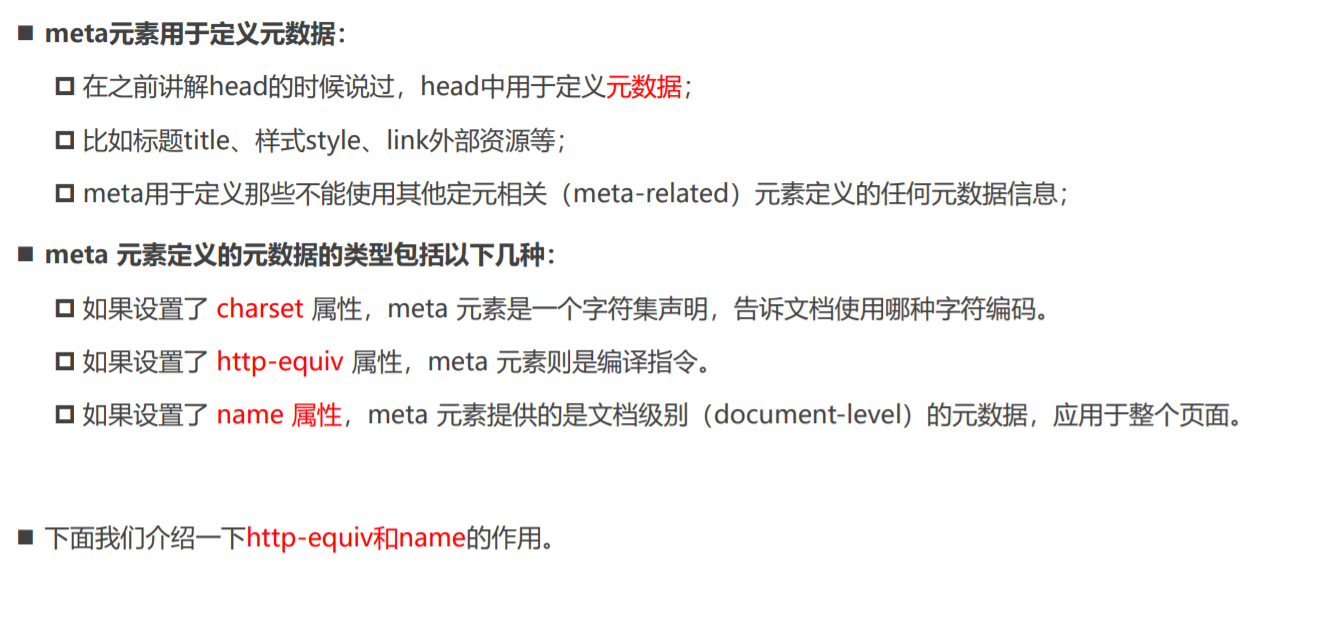 meta元素用于定义元数据：
在之前讲解head的时候说过，head中用于定义元数据；
比如标题title、样式style、link外部资源等；
meta用于定义那些不能使用其他定元相关（meta-related）元素定义的任何元数据信息；
meta 元素定义的元数据的类型包括以下几种：
如果设置了 charset 属性，meta 元素是一个字符集声明，告诉文档使用哪种字符编码。
如果设置了 http-equiv 属性，meta 元素则是编译指令。
如果设置了 name 属性，meta 元素提供的是文档级别（document-level）的元数据，应用于整个页面。
下面我们介绍一下http-equiv和name的作用。